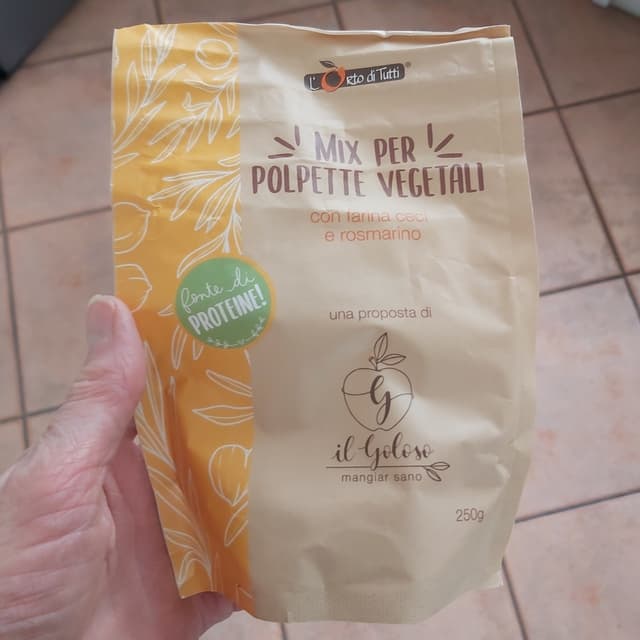 L'Orto di Tutti®
MIX PER
POLPETTE VEGETALI
con farina ceci
e rosmarino
fonte di
PROTEINE!
una proposta di
G
il Goloso
mangiar sano
250g